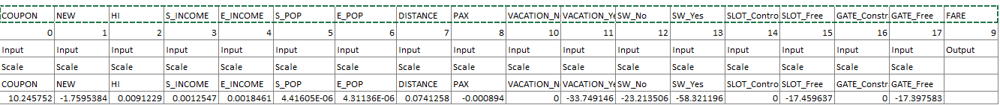 COUPON NEW HI S_INCOME E_INCOME S_POP E_POP DISTANCE PAX VACATION_N VACATION_Ye SW_No SW_Yes SLOT_Contro SLOT_Free GATE_Constr GATE_Free FARE
0 1 2 3 4 5 6 7 8 10 11 12 13 14 15 16 17 9
Input Input Input Input Input Input Input Input Input Input Input Input Input Input Input Input Input Output
Scale Scale Scale Scale Scale Scale Scale Scale Scale Scale Scale Scale Scale Scale Scale Scale Scale
COUPON NEW HI S_INCOME E_INCOME S_POP E_POP DISTANCE PAX VACATION_N VACATION_Ye SW_No SW_Yes SLOT_Contro SLOT_Free GATE_Constr GATE_Free
10.245752 -1.7595384 0.0091229 0.0012547 0.0018461 4.41605E-06 4.31136E-06 0.0741258 -0.000894 0 -33.749146 -23.213506 -58.321196 0 -17.459637 0 -17.397583